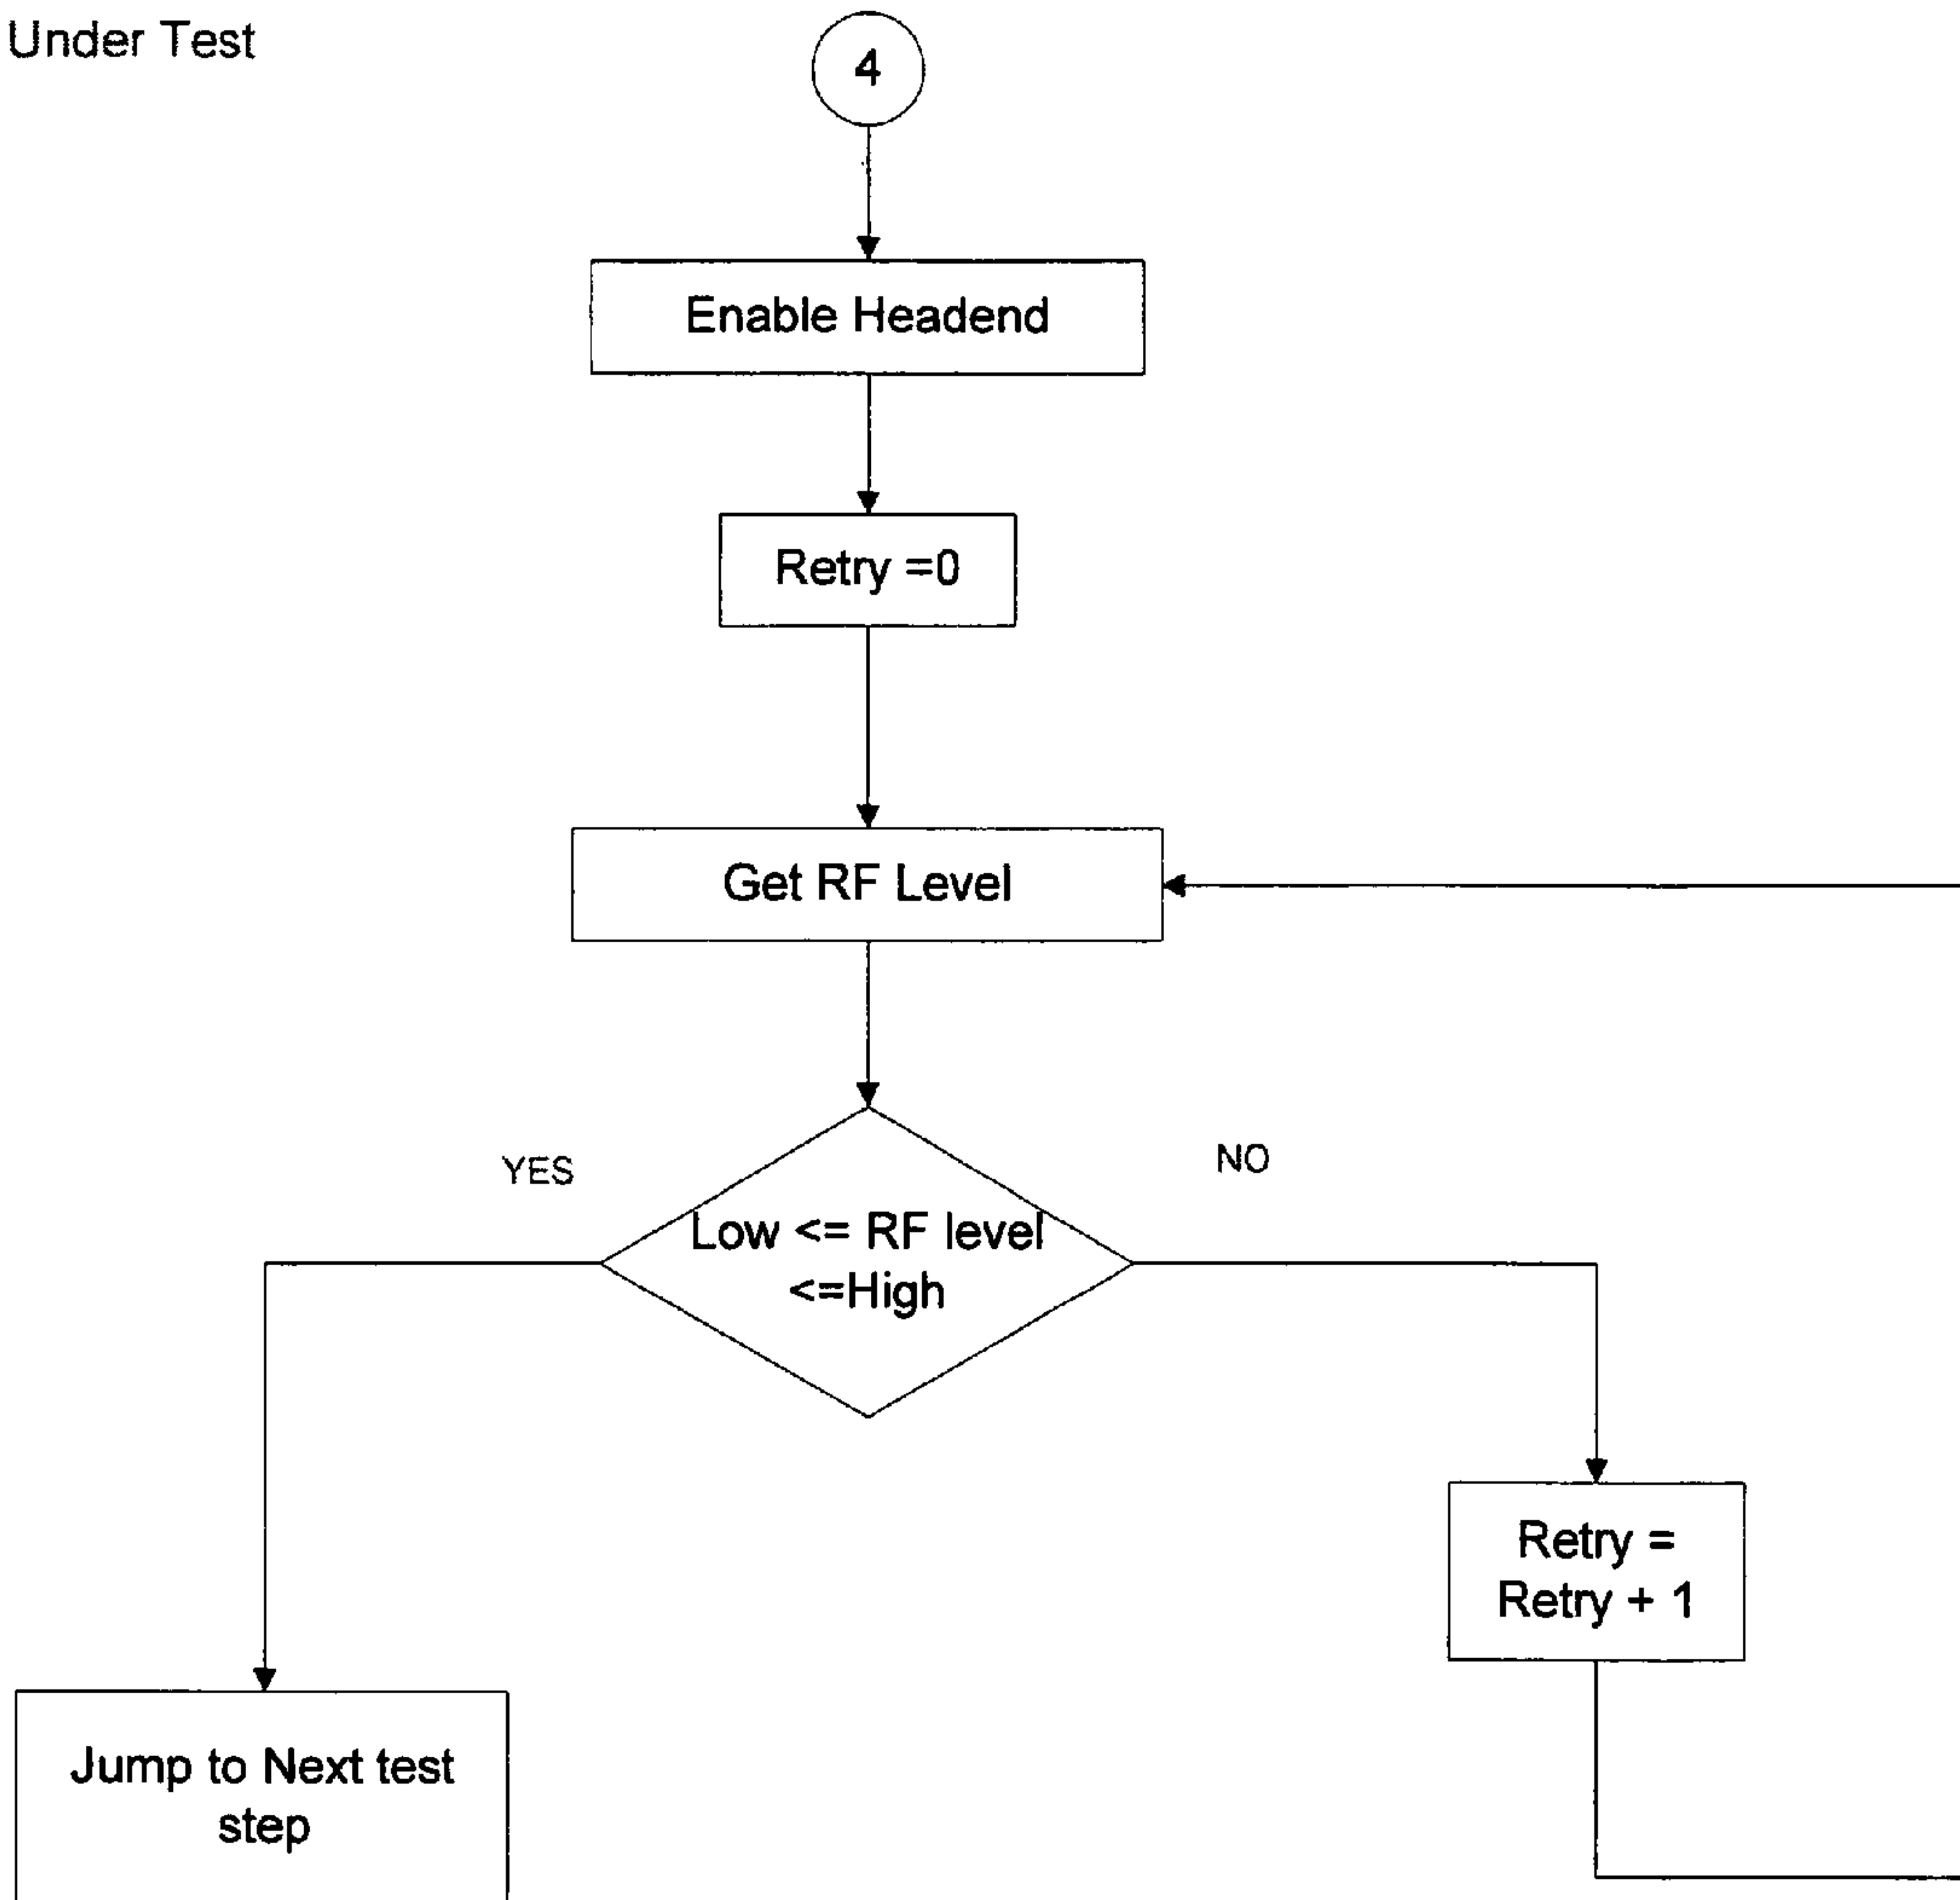 Under Test
4
Enable Headend
Retry =0
Get RF Level
YES
NO
Low <= RF level
<=High
Retry =
Retry + 1
Jump to Next test
step